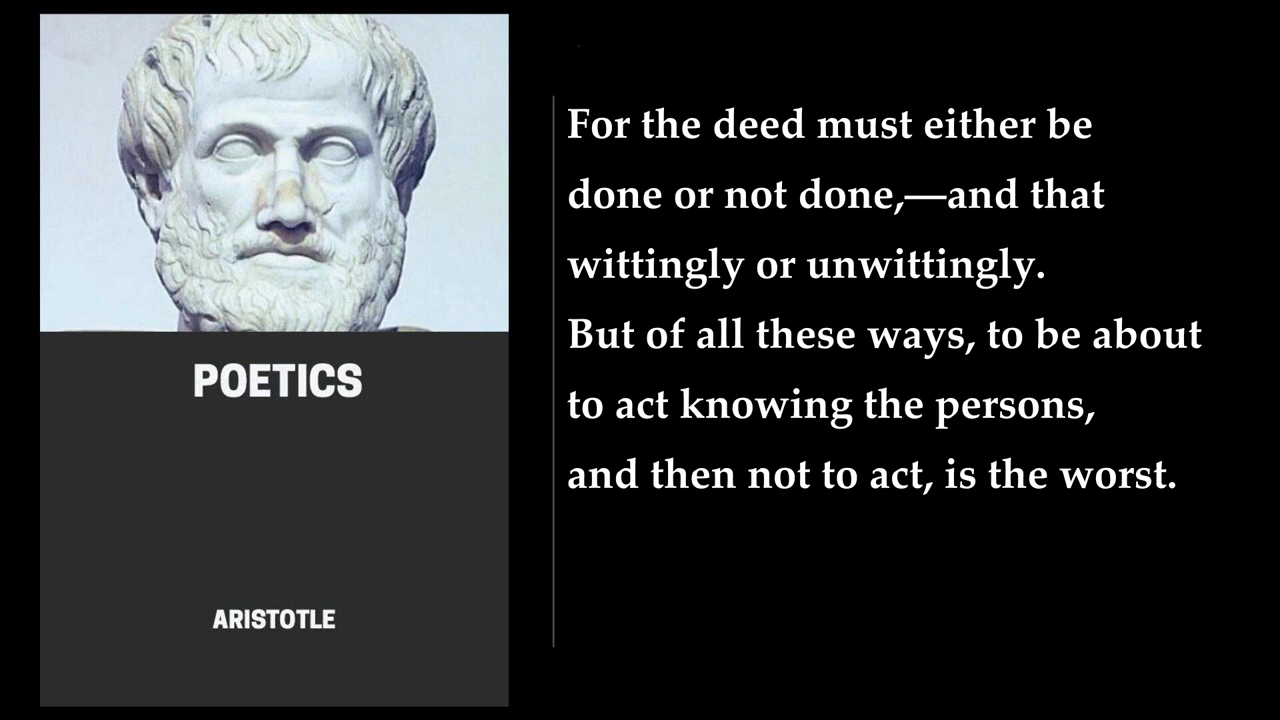 POETICS
ARISTOTLE
For the deed must either be
done or not done,—and that
wittingly or unwittingly.
But of all these ways, to be about
to act knowing the persons,
and then not to act, is the worst.